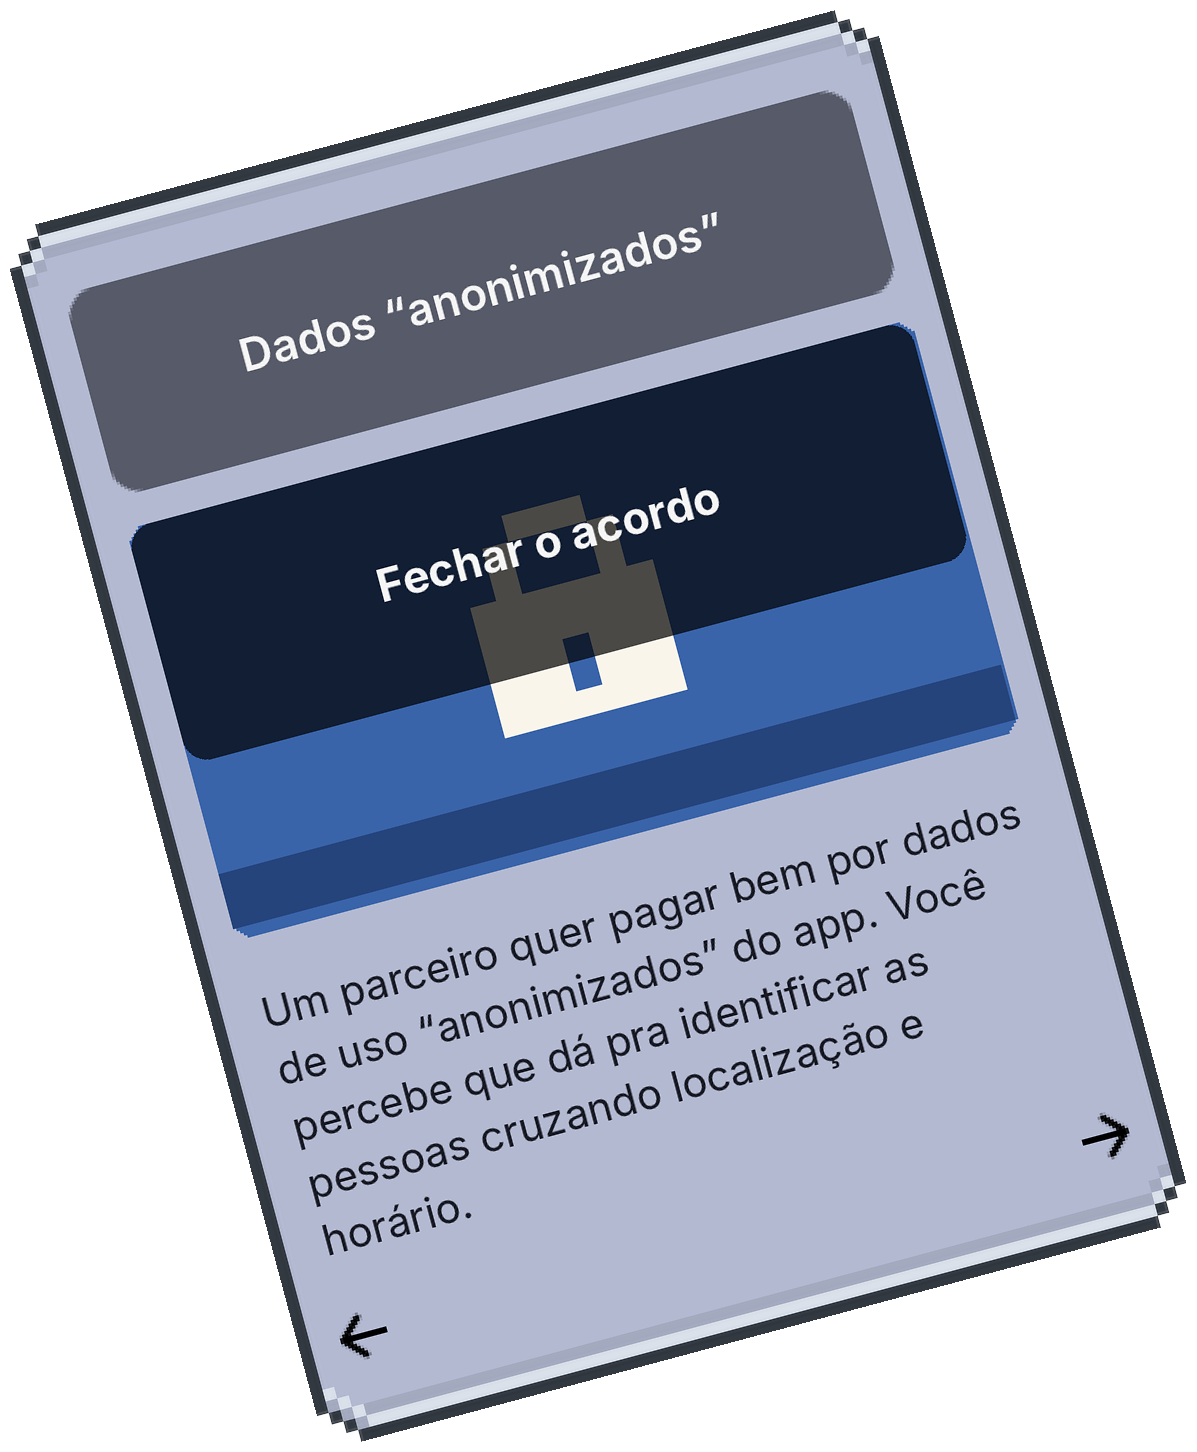 Dados “anonimizados”
Fechar o acordo
Um parceiro quer pagar bem por dados
de uso “anonimizados” do app. Você
percebe que dá pra identificar as
pessoas cruzando localização e
horário.